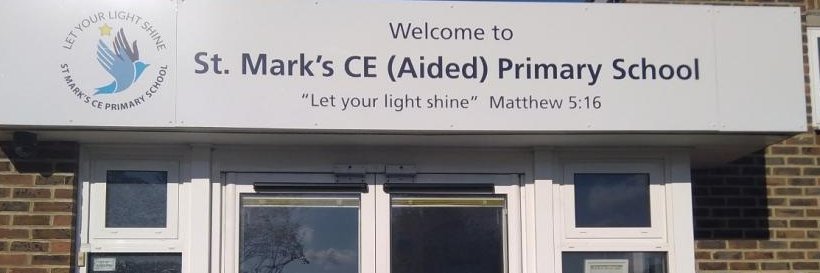 LET YOUR LIGHT SHINE
ST MARK'S CE PRIMARY SCHOOL
Welcome to
St. Mark's CE (Aided) Primary School
"Let your light shine" Matthew 5:16